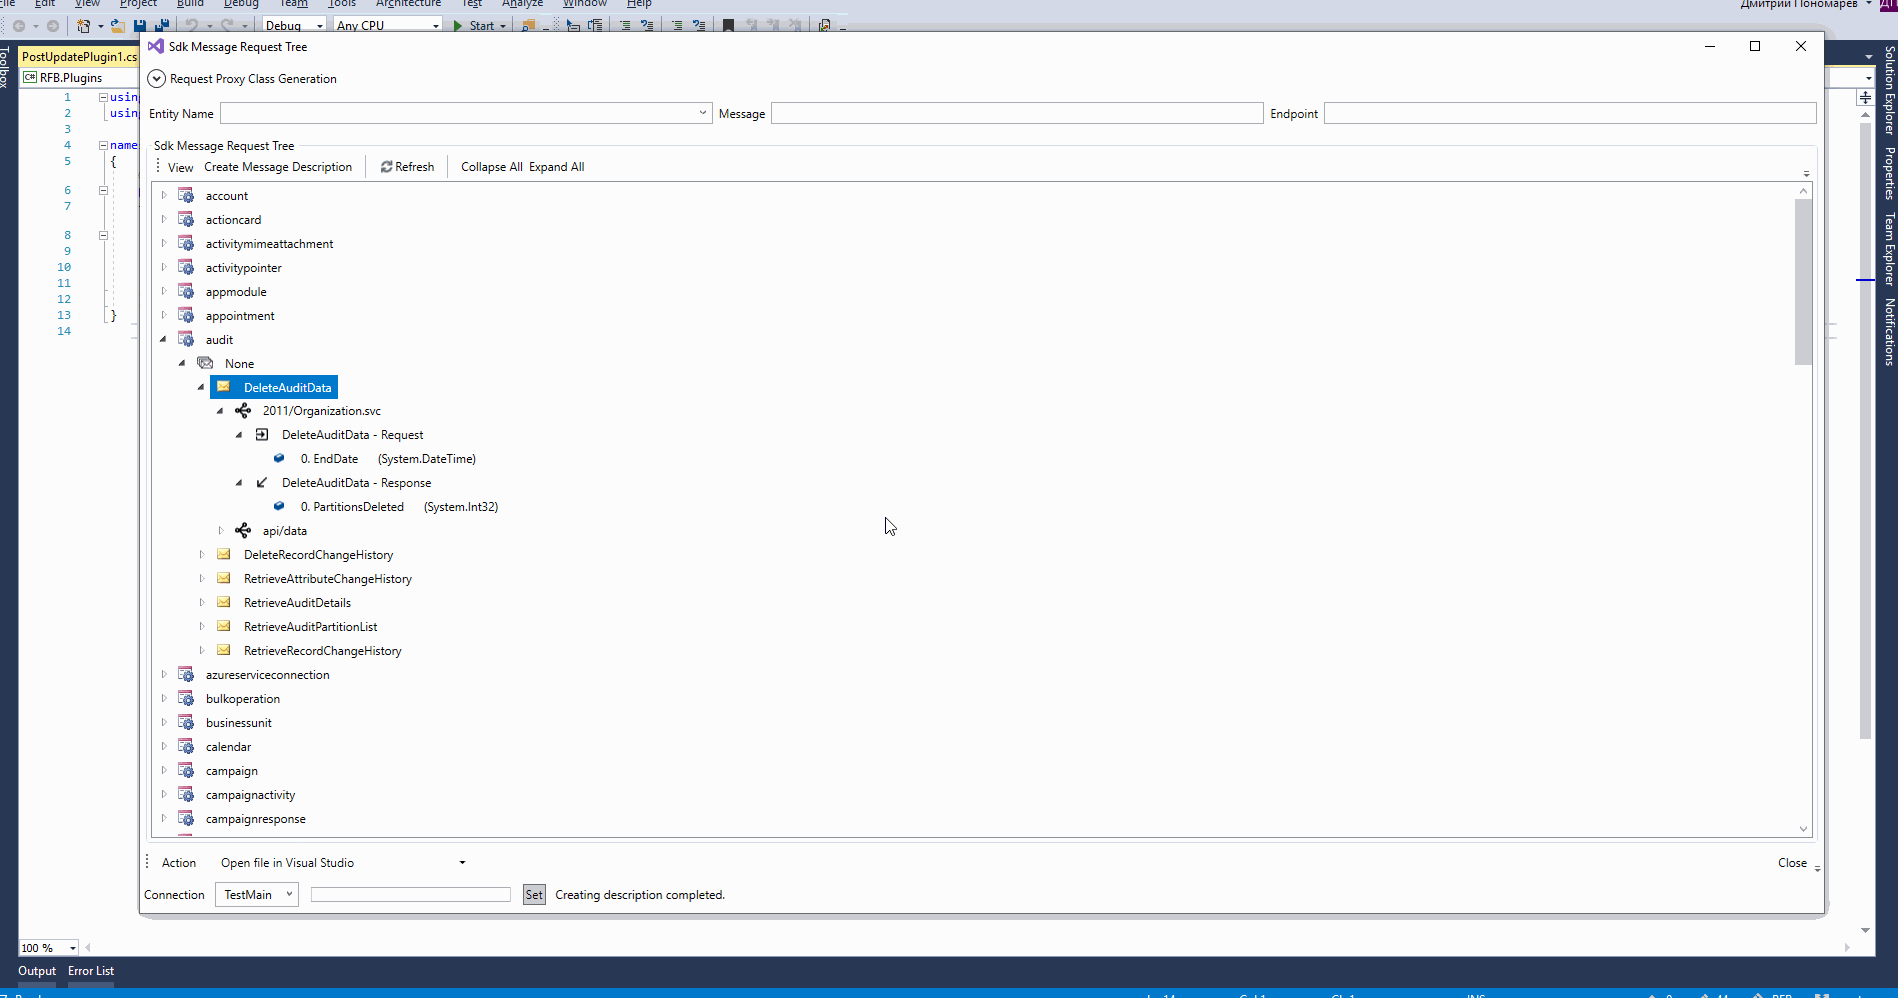 File Edit View Project Build Debug Team Tools Architecture Test Analyze Window Help Дмитрий Пономарев ДП
Debug Any CPU Start
Sdk Message Request Tree
PostUpdatePlugin1.cs
RFB.Plugins
Request Proxy Class Generation
Entity Name Message Endpoint
Sdk Message Request Tree
View Create Message Description Refresh Collapse All Expand All
1 usin
2 usin
3
4 name
5 {
6
7
8
9
10
11
12
13 }
14
account
actioncard
activitymimeattachment
activitypointer
appmodule
appointment
audit
None
DeleteAuditData
2011/Organization.svc
DeleteAuditData - Request
0. EndDate (System.DateTime)
DeleteAuditData - Response
0. PartitionsDeleted (System.Int32)
api/data
DeleteRecordChangeHistory
RetrieveAttributeChangeHistory
RetrieveAuditDetails
RetrieveAuditPartitionList
RetrieveRecordChangeHistory
azureserviceconnection
bulkoperation
businessunit
calendar
campaign
campaignactivity
campaignresponse
Action Open file in Visual Studio Close
Connection TestMain Set Creating description completed.
Toolbox
Solution Explorer
Properties
Team Explorer
Notifications
100 %
Output Error List